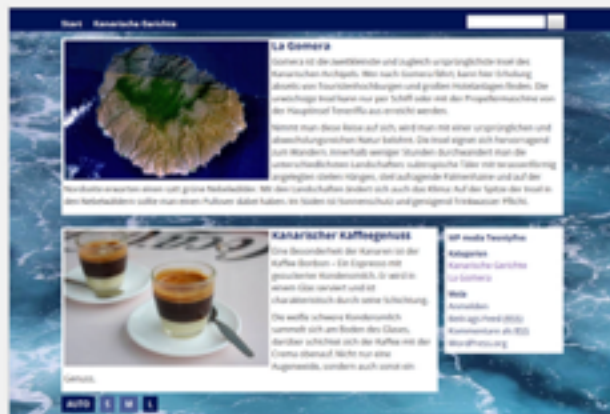 Start Kanarische Gerichte
La Gomera
Gomera ist die zweitkleinste und zugleich ursprünglichste Insel des
Kanarischen Archipels. Wer nach Gomera fährt, kann hier Erholung
abseits von Touristenhochburgen und großen Hotelanlagen finden. Die
urwüchsige Insel kann nur per Schiff oder mit der Propellermaschine von
der Hauptinsel Teneriffa aus erreicht werden.
Nimmt man diese Reise auf sich, wird man mit einer ursprünglichen und
abwechslungsreichen Natur belohnt. Die Insel eignet sich hervorragend
zum Wandern. Innerhalb weniger Stunden durchwandert man die
unterschiedlichsten Landschaften: subtropische Täler mit terrassenförmig
angelegten steilen Hängen, steil aufragende Palmenhaine und auf der
Nordseite erwarten einen satt grüne Nebelwälder. Mit den Landschaften ändert sich auch das Klima: Auf der Spitze der Insel in
den Nebelwäldern sollte man einen Pullover dabei haben. Im Süden ist Sonnenschutz und genügend Trinkwasser Pflicht.
Kanarischer Kaffeegenuss
Eine Besonderheit der Kanaren ist der
Kaffee Bonbon – Ein Espresso mit
gezuckerter Kondensmilch. Er wird in
einem Glas serviert und ist
charakteristisch durch seine Schichtung.
Die weiße schwere Kondensmilch
sammelt sich am Boden des Glases,
darüber schichtet sich der Kaffee mit der
Crema obenauf. Nicht nur eine
Augenweide, sondern auch sonst ein
Genuss.
WP media TwentyFive
Kategorien
Kanarische Gerichte
La Gomera
Meta
Anmelden
Beitrags-Feed (RSS)
Kommentare als RSS
WordPress.org
AUTO S M L